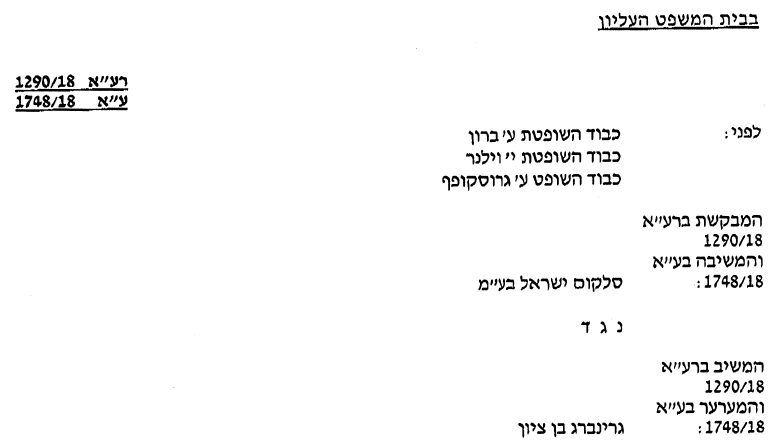 בבית המשפט העליון
רע״א 1290/18
ע״א 1748/18
לפני: כבוד השופטת ע׳ ברון
כבוד השופטת י׳ וילנר
כבוד השופט ע׳ גרוסקופף
המבקשת ברע״א
1290/18
והמשיבה בע״א
1748/18: סלקום ישראל בע״מ
נ ג ד
המשיב ברע״א
1290/18
והמערער בע״א
1748/18: גרינברג בן ציון